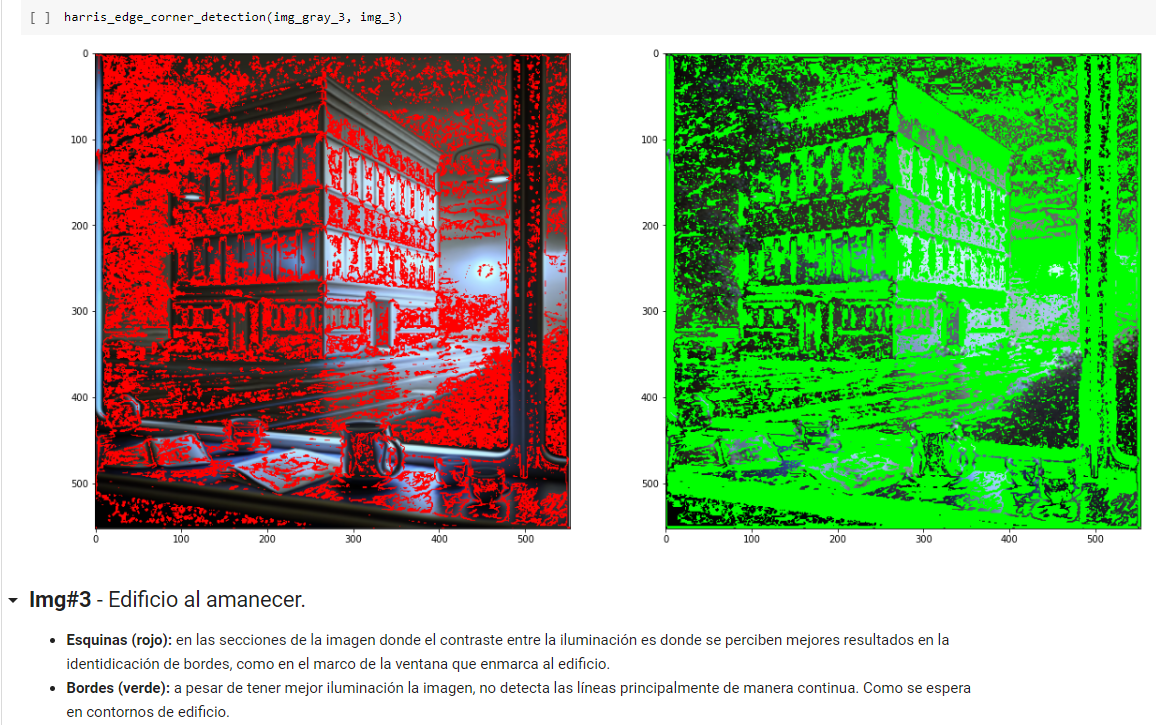 [ ] harris_edge_corner_detection(img_gray_3, img_3)
0
100
200
300
400
500
0 100 200 300 400 500
0
100
200
300
400
500
0 100 200 300 400 500
Img#3 - Edificio al amanecer.
Esquinas (rojo): en las secciones de la imagen donde el contraste entre la iluminación es donde se perciben mejores resultados en la
identidicación de bordes, como en el marco de la ventana que enmarca al edificio.
Bordes (verde): a pesar de tener mejor iluminación la imagen, no detecta las líneas principalmente de manera continua. Como se espera
en contornos de edificio.